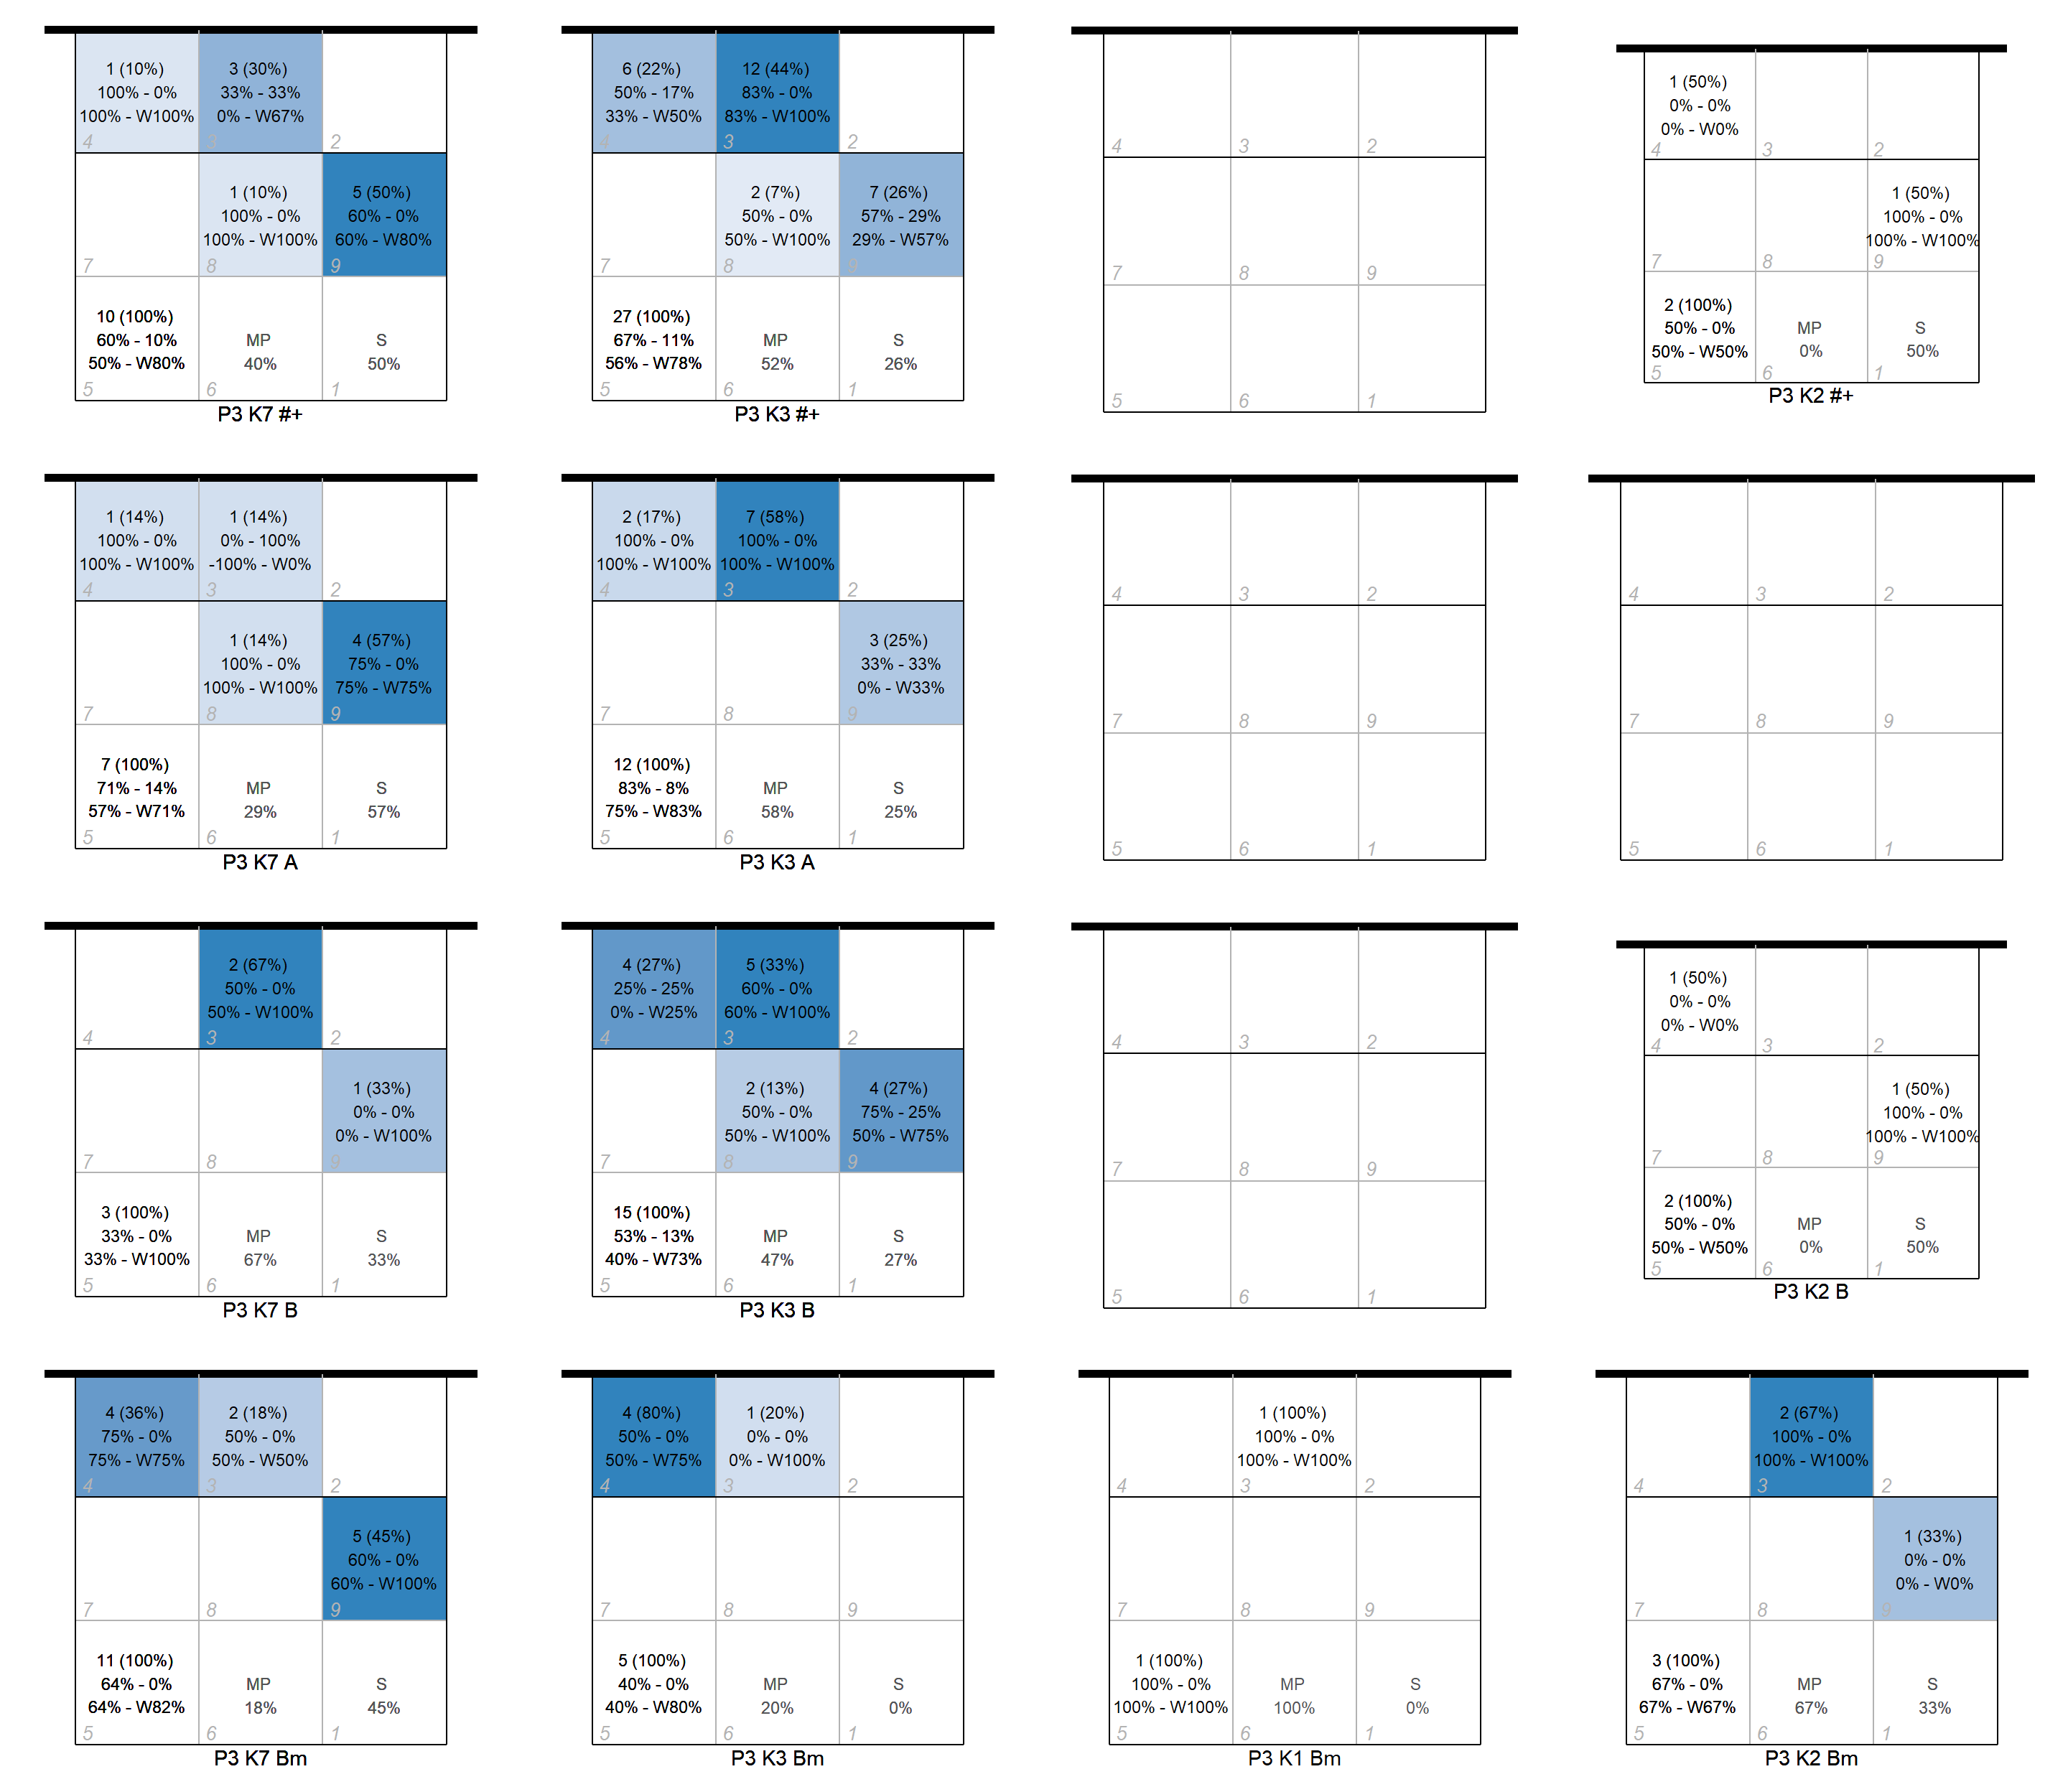 1 (10%)
100% - 0%
100% - W100%
4
3 (30%)
33% - 33%
0% - W67%
3
2
7
1 (10%)
100% - 0%
100% - W100%
8
5 (50%)
60% - 0%
60% - W80%
9
10 (100%)
60% - 10%
50% - W80%
5
MP
40%
6
S
50%
1
P3 K7 #+
6 (22%)
50% - 17%
33% - W50%
4
12 (44%)
83% - 0%
83% - W100%
3
2
7
2 (7%)
50% - 0%
50% - W100%
8
7 (26%)
57% - 29%
29% - W57%
9
27 (100%)
67% - 11%
56% - W78%
5
MP
52%
6
S
26%
1
P3 K3 #+
4
3
2
7
8
9
5
6
1
1 (50%)
0% - 0%
0% - W0%
4
3
2
7
8
1 (50%)
100% - 0%
100% - W100%
9
2 (100%)
50% - 0%
50% - W50%
5
MP
0%
6
S
50%
1
P3 K2 #+
1 (14%)
100% - 0%
100% - W100%
4
1 (14%)
0% - 100%
-100% - W0%
3
2
7
1 (14%)
100% - 0%
100% - W100%
8
4 (57%)
75% - 0%
75% - W75%
9
7 (100%)
71% - 14%
57% - W71%
5
MP
29%
6
S
57%
1
P3 K7 A
2 (17%)
100% - 0%
100% - W100%
4
7 (58%)
100% - 0%
100% - W100%
3
2
7
8
3 (25%)
33% - 33%
0% - W33%
9
12 (100%)
83% - 8%
75% - W83%
5
MP
58%
6
S
25%
1
P3 K3 A
4
3
2
7
8
9
5
6
1
4
3
2
7
8
9
5
6
1
4
2 (67%)
50% - 0%
50% - W100%
3
2
7
8
1 (33%)
0% - 0%
0% - W100%
9
3 (100%)
33% - 0%
33% - W100%
5
MP
67%
6
S
33%
1
P3 K7 B
4 (27%)
25% - 25%
0% - W25%
4
5 (33%)
60% - 0%
60% - W100%
3
2
7
2 (13%)
50% - 0%
50% - W100%
8
4 (27%)
75% - 25%
50% - W75%
9
15 (100%)
53% - 13%
40% - W73%
5
MP
47%
6
S
27%
1
P3 K3 B
4
3
2
7
8
9
5
6
1
1 (50%)
0% - 0%
0% - W0%
4
3
2
7
8
1 (50%)
100% - 0%
100% - W100%
9
2 (100%)
50% - 0%
50% - W50%
5
MP
0%
6
S
50%
1
P3 K2 B
4 (36%)
75% - 0%
75% - W75%
4
2 (18%)
50% - 0%
50% - W50%
3
2
7
8
5 (45%)
60% - 0%
60% - W100%
9
11 (100%)
64% - 0%
64% - W82%
5
MP
18%
6
S
45%
1
P3 K7 Bm
4 (80%)
50% - 0%
50% - W75%
4
1 (20%)
0% - 0%
0% - W100%
3
2
7
8
9
5 (100%)
40% - 0%
40% - W80%
5
MP
20%
6
S
0%
1
P3 K3 Bm
4
1 (100%)
100% - 0%
100% - W100%
3
2
7
8
9
1 (100%)
100% - 0%
100% - W100%
5
MP
100%
6
S
0%
1
P3 K1 Bm
4
2 (67%)
100% - 0%
100% - W100%
3
2
7
8
1 (33%)
0% - 0%
0% - W0%
9
3 (100%)
67% - 0%
67% - W67%
5
MP
67%
6
S
33%
1
P3 K2 Bm